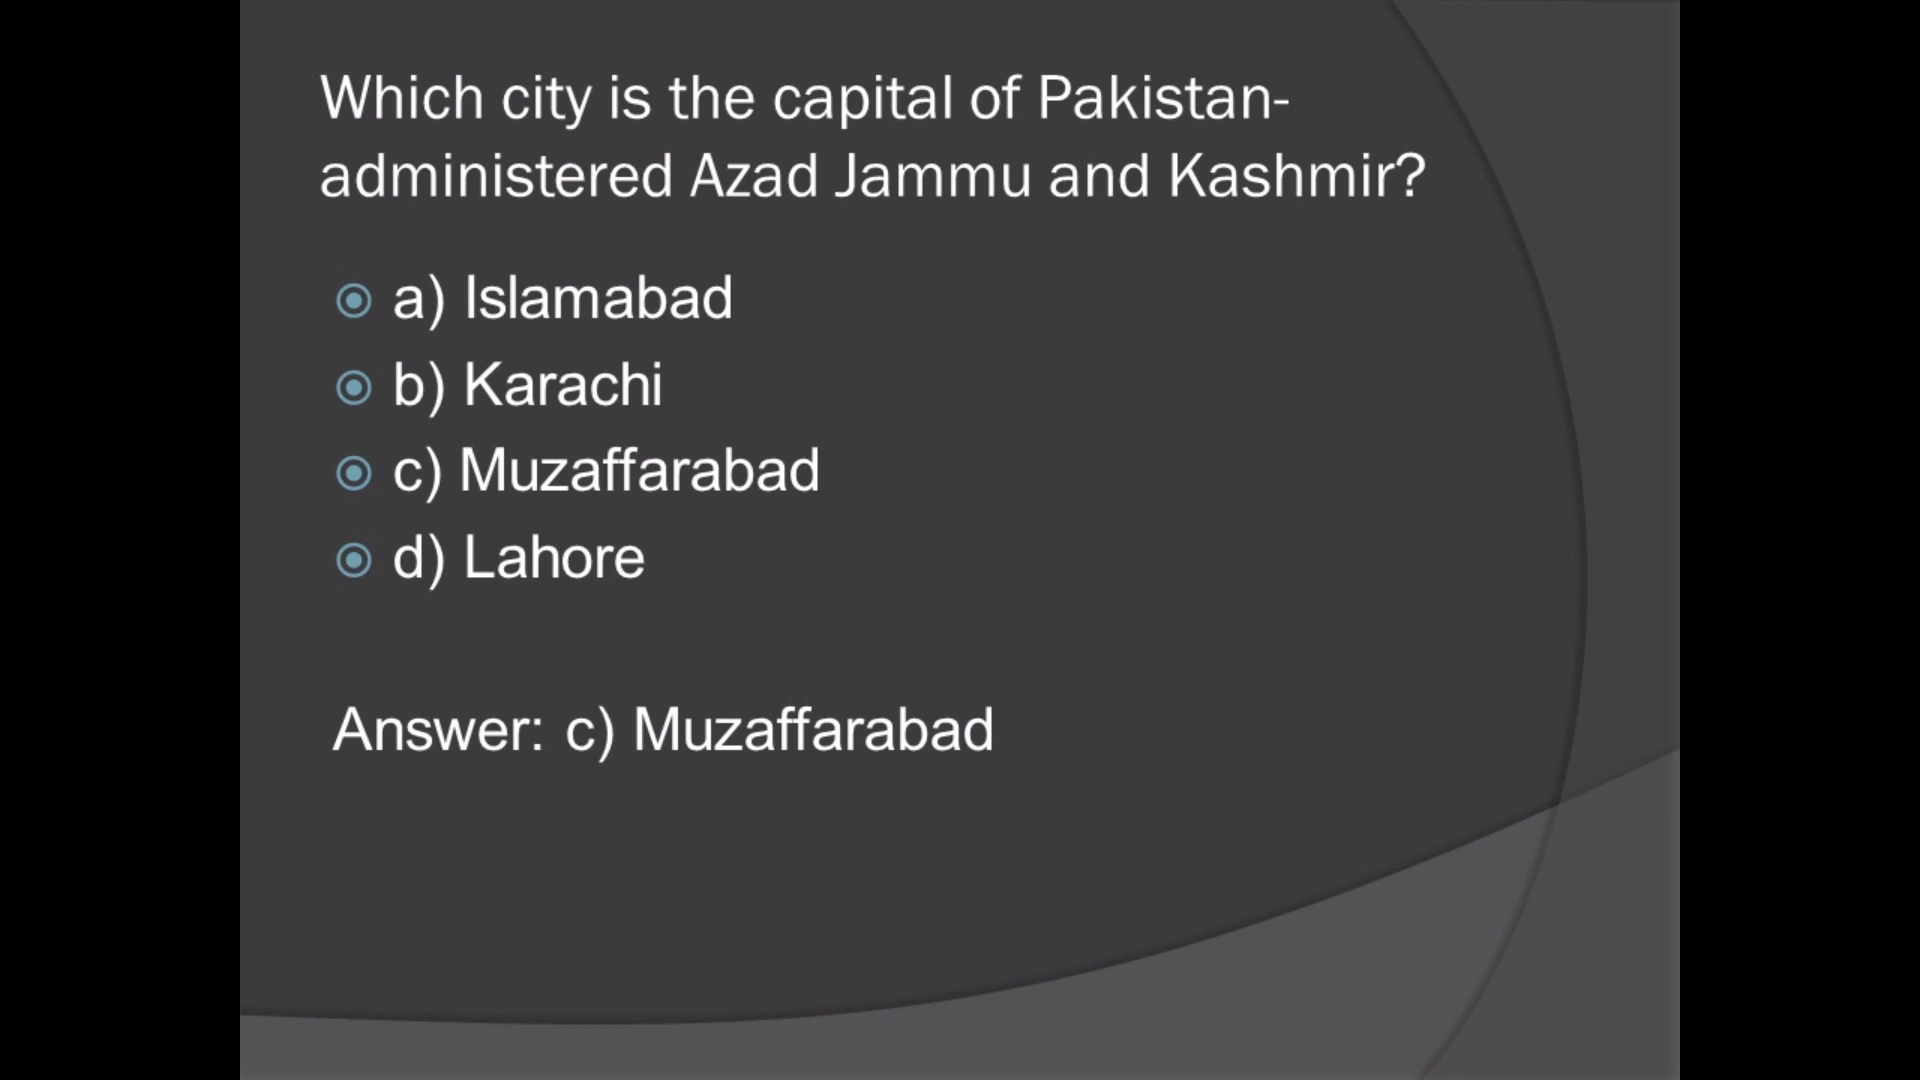 Which city is the capital of Pakistan-
administered Azad Jammu and Kashmir?
a) Islamabad
b) Karachi
c) Muzaffarabad
d) Lahore
Answer: c) Muzaffarabad